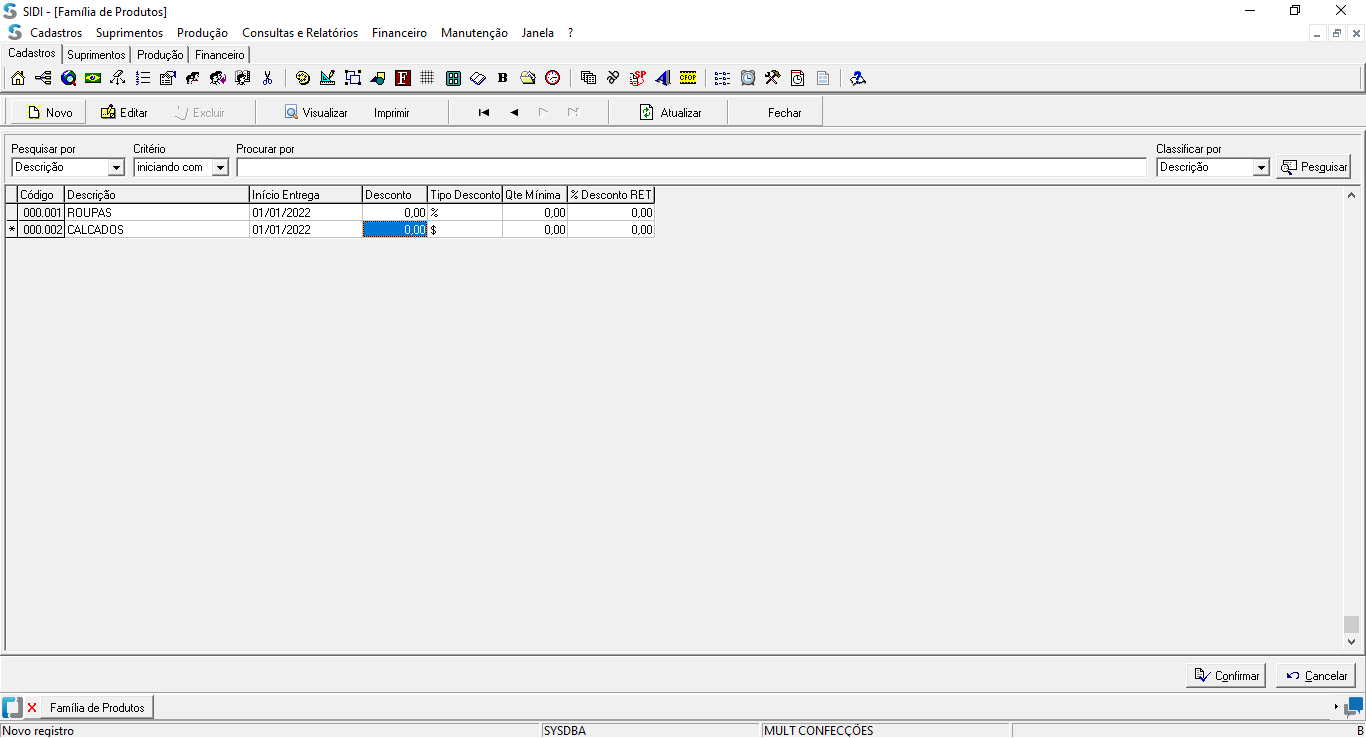 SIDI - [Família de Produtos]
Cadastros Suprimentos Produção Consultas e Relatórios Financeiro Manutenção Janela ?
Cadastros Suprimentos Produção Financeiro
F B SP CFOP
Novo Editar Excluir Visualizar Imprimir Atualizar Fechar
Pesquisar por Critério Procurar por Classificar por
Descrição iniciando com Descrição Pesquisar
Código Descrição Início Entrega Desconto Tipo Desconto Qte Mínima % Desconto RET
000.001 ROUPAS 01/01/2022 0,00 % 0,00 0,00
* 000.002 CALCADOS 01/01/2022 0,00 $ 0,00 0,00
Confirmar Cancelar
Família de Produtos
Novo registro SYSDBA MULT CONFECÇÕES B